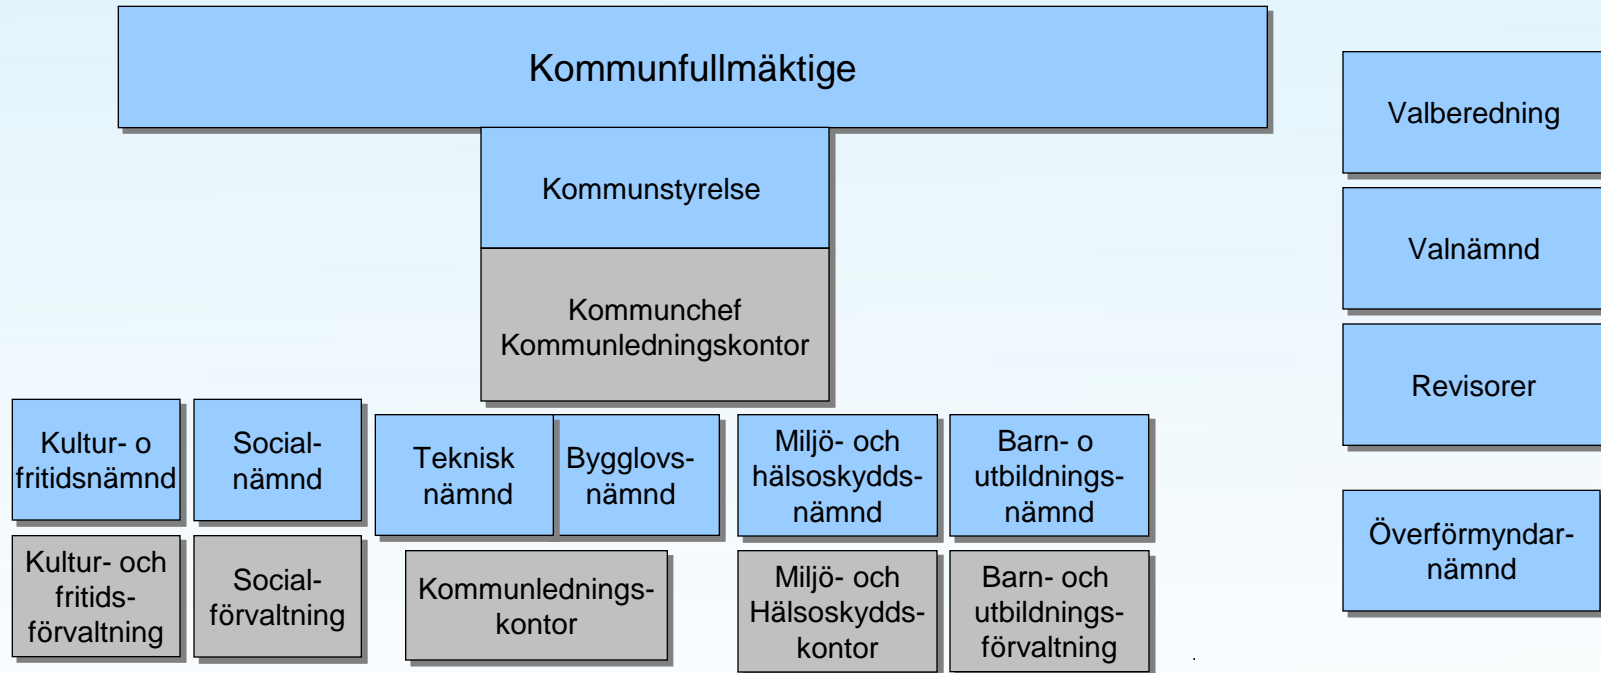 Kommunfullmäktige
Kommunstyrelse
Kommunchef
Kommunledningskontor
Kultur- o
fritidsnämnd
Social-
nämnd
Teknisk
nämnd
Bygglovs-
nämnd
Miljö- och
hälsoskydds-
nämnd
Barn- o
utbildnings-
nämnd
Kultur- och
fritids-
förvaltning
Social-
förvaltning
Kommunlednings-
kontor
Miljö- och
Hälsoskydds-
kontor
Barn- och
utbildnings-
förvaltning
.
Valberedning
Valnämnd
Revisorer
Överförmyndar-
nämnd